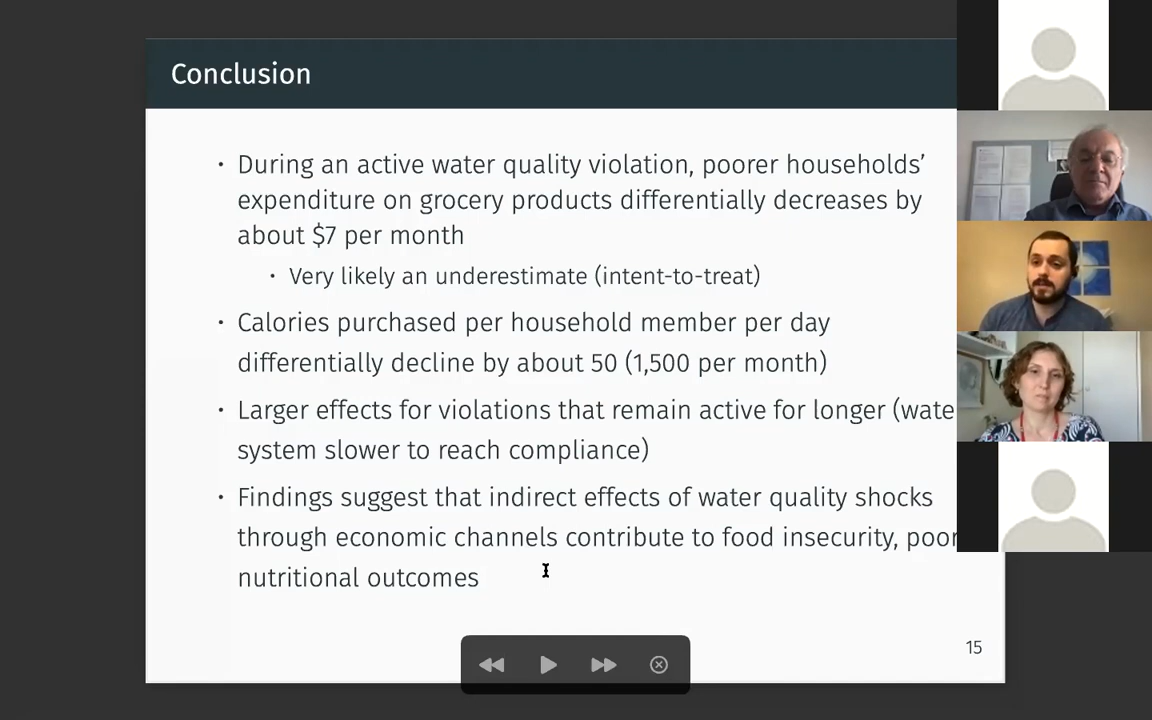 Conclusion
• During an active water quality violation, poorer households’
expenditure on grocery products differentially decreases by
about $7 per month
• Very likely an underestimate (intent-to-treat)
• Calories purchased per household member per day
differentially decline by about 50 (1,500 per month)
• Larger effects for violations that remain active for longer (wate
system slower to reach compliance)
• Findings suggest that indirect effects of water quality shocks
through economic channels contribute to food insecurity, poor
nutritional outcomes
15